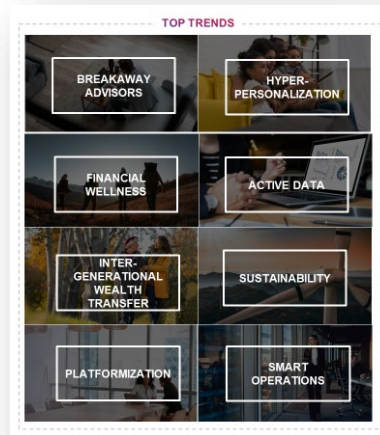 TOP TRENDS
BREAKAWAY
ADVISORS
HYPER-
PERSONALIZATION
FINANCIAL
WELLNESS
ACTIVE DATA
INTER-
GENERATIONAL
WEALTH
TRANSFER
SUSTAINABILITY
PLATFORMIZATION
SMART
OPERATIONS